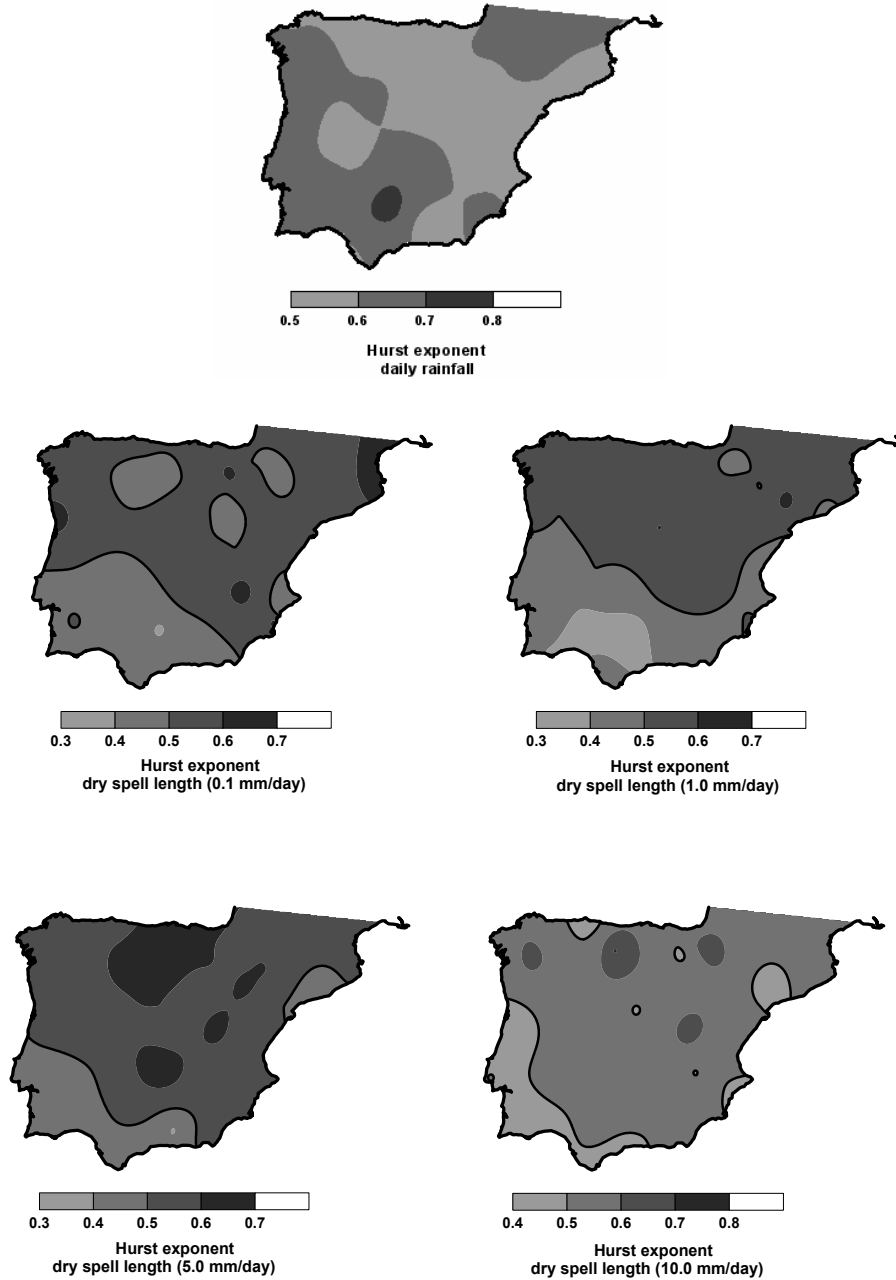 0.5 0.6 0.7 0.8
Hurst exponent
daily rainfall
0.3 0.4 0.5 0.6 0.7
Hurst exponent
dry spell length (0.1 mm/day)
0.3 0.4 0.5 0.6 0.7
Hurst exponent
dry spell length (1.0 mm/day)
0.3 0.4 0.5 0.6 0.7
Hurst exponent
dry spell length (5.0 mm/day)
0.4 0.5 0.6 0.7 0.8
Hurst exponent
dry spell length (10.0 mm/day)